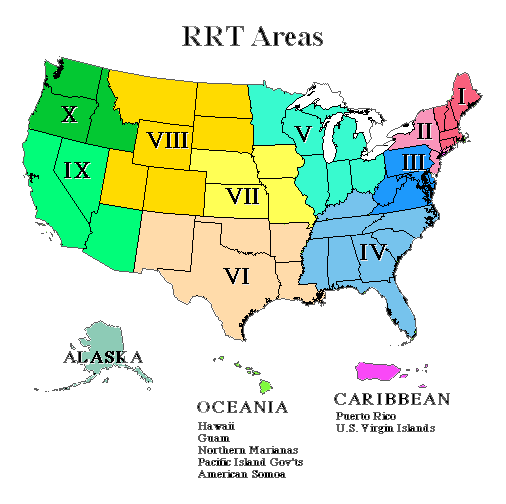 RRT Areas
I
X
II
V
VIII
III
IX
VII
IV
VI
ALASKA
OCEANIA
Hawaii
Guam
Northern Marianas
Pacific Island Gov'ts
American Somoa
CARIBBEAN
Puerto Rico
U.S. Virgin Islands